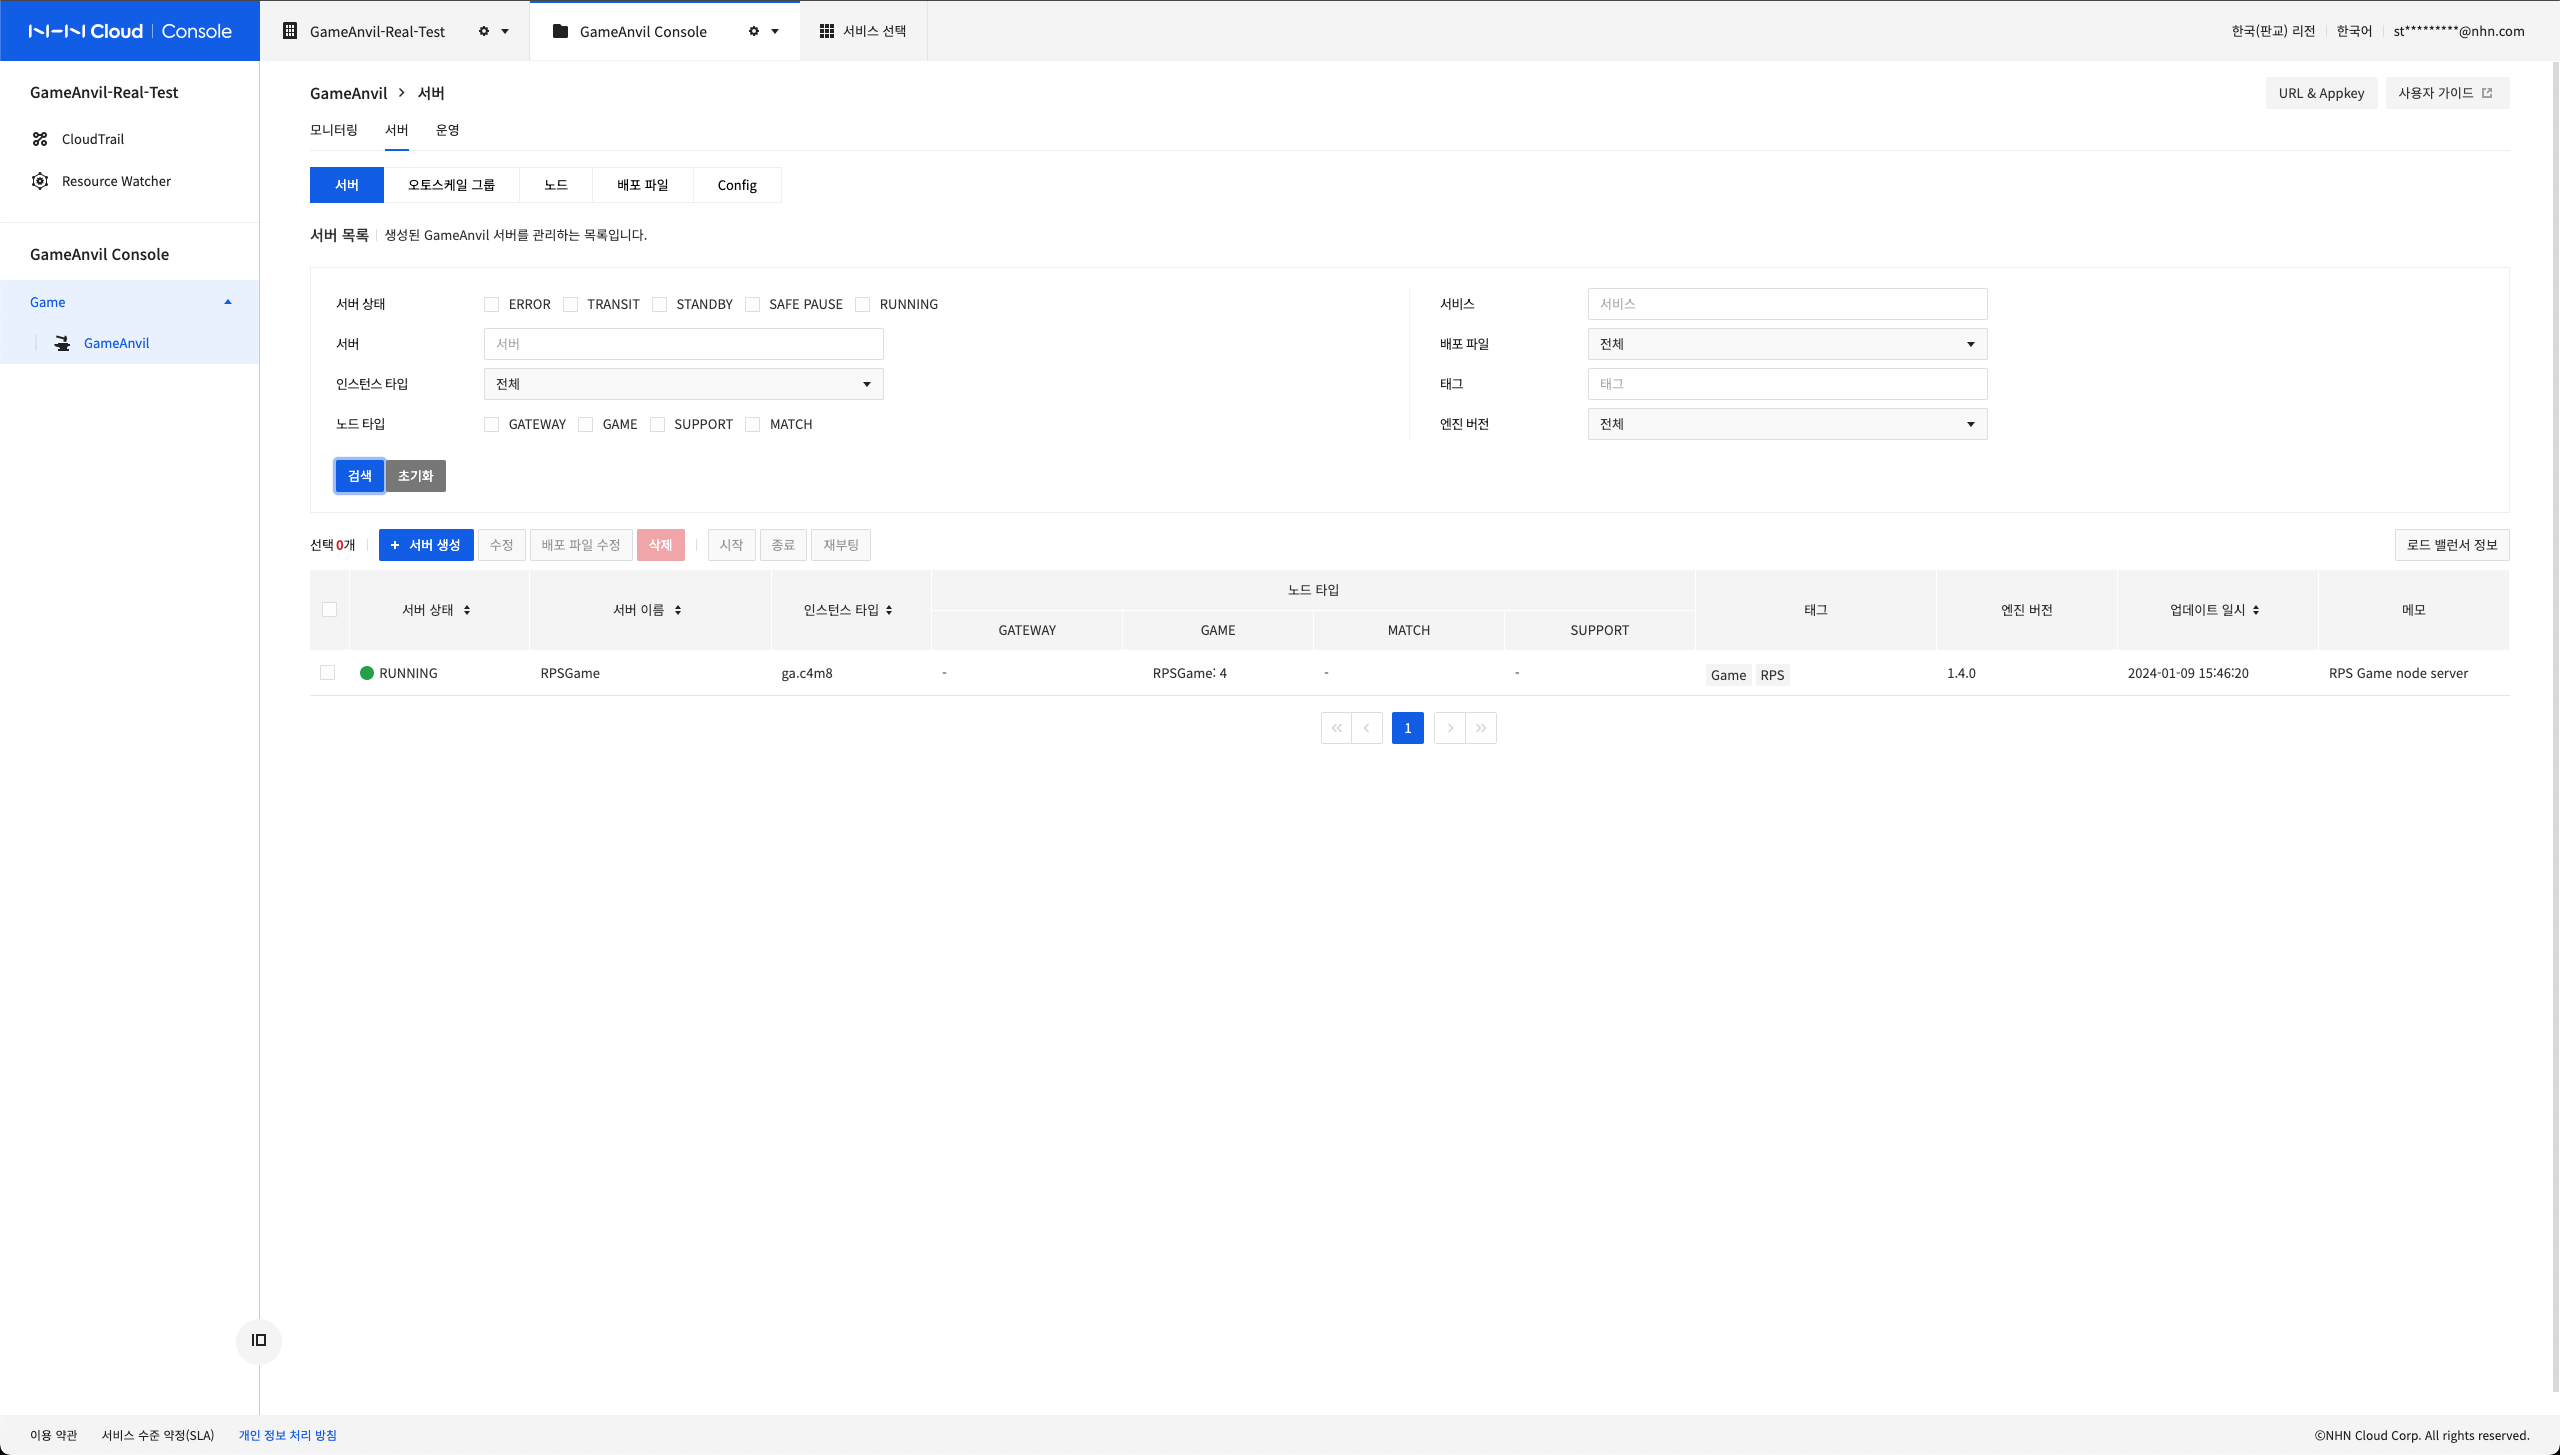 NHN Cloud | Console
GameAnvil-Real-Test
GameAnvil Console
서비스 선택
한국(판교) 리전
한국어
st*********@nhn.com
GameAnvil-Real-Test
CloudTrail
Resource Watcher
GameAnvil Console
Game
GameAnvil
GameAnvil > 서버
URL & Appkey
사용자 가이드
모니터링 서버 운영
서버 오토스케일 그룹 노드 배포 파일 Config
서버 목록 생성된 GameAnvil 서버를 관리하는 목록입니다.
서버 상태 ERROR TRANSIT STANDBY SAFE PAUSE RUNNING
서비스 서비스
서버 서버
배포 파일 전체
인스턴스 타입 전체
태그 태그
노드 타입 GATEWAY GAME SUPPORT MATCH
엔진 버전 전체
검색 초기화
선택 0개 + 서버 생성 수정 배포 파일 수정 삭제 시작 종료 재부팅
로드 밸런서 정보
서버 상태 서버 이름 인스턴스 타입 노드 타입 태그 엔진 버전 업데이트 일시 메모
GATEWAY GAME MATCH SUPPORT
RUNNING RPSGame ga.c4m8 - RPSGame: 4 - - Game RPS 1.4.0 2024-01-09 15:46:20 RPS Game node server
1
이용 약관 서비스 수준 약정(SLA) 개인 정보 처리 방침
©NHN Cloud Corp. All rights reserved.